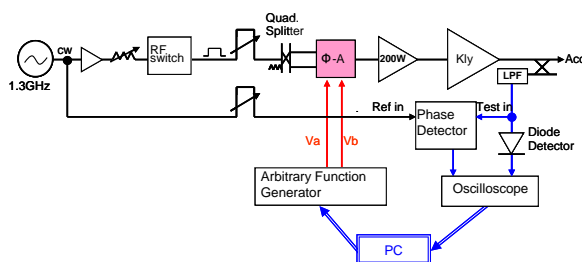 Quad.
Splitter
CW
RF
switch
Φ-A
200W
Kly
Acc
1.3GHz
LPF
Ref in
Phase
Detector
Test in
Diode
Detector
Va
Vb
Arbitrary Function
Generator
Oscilloscope
PC